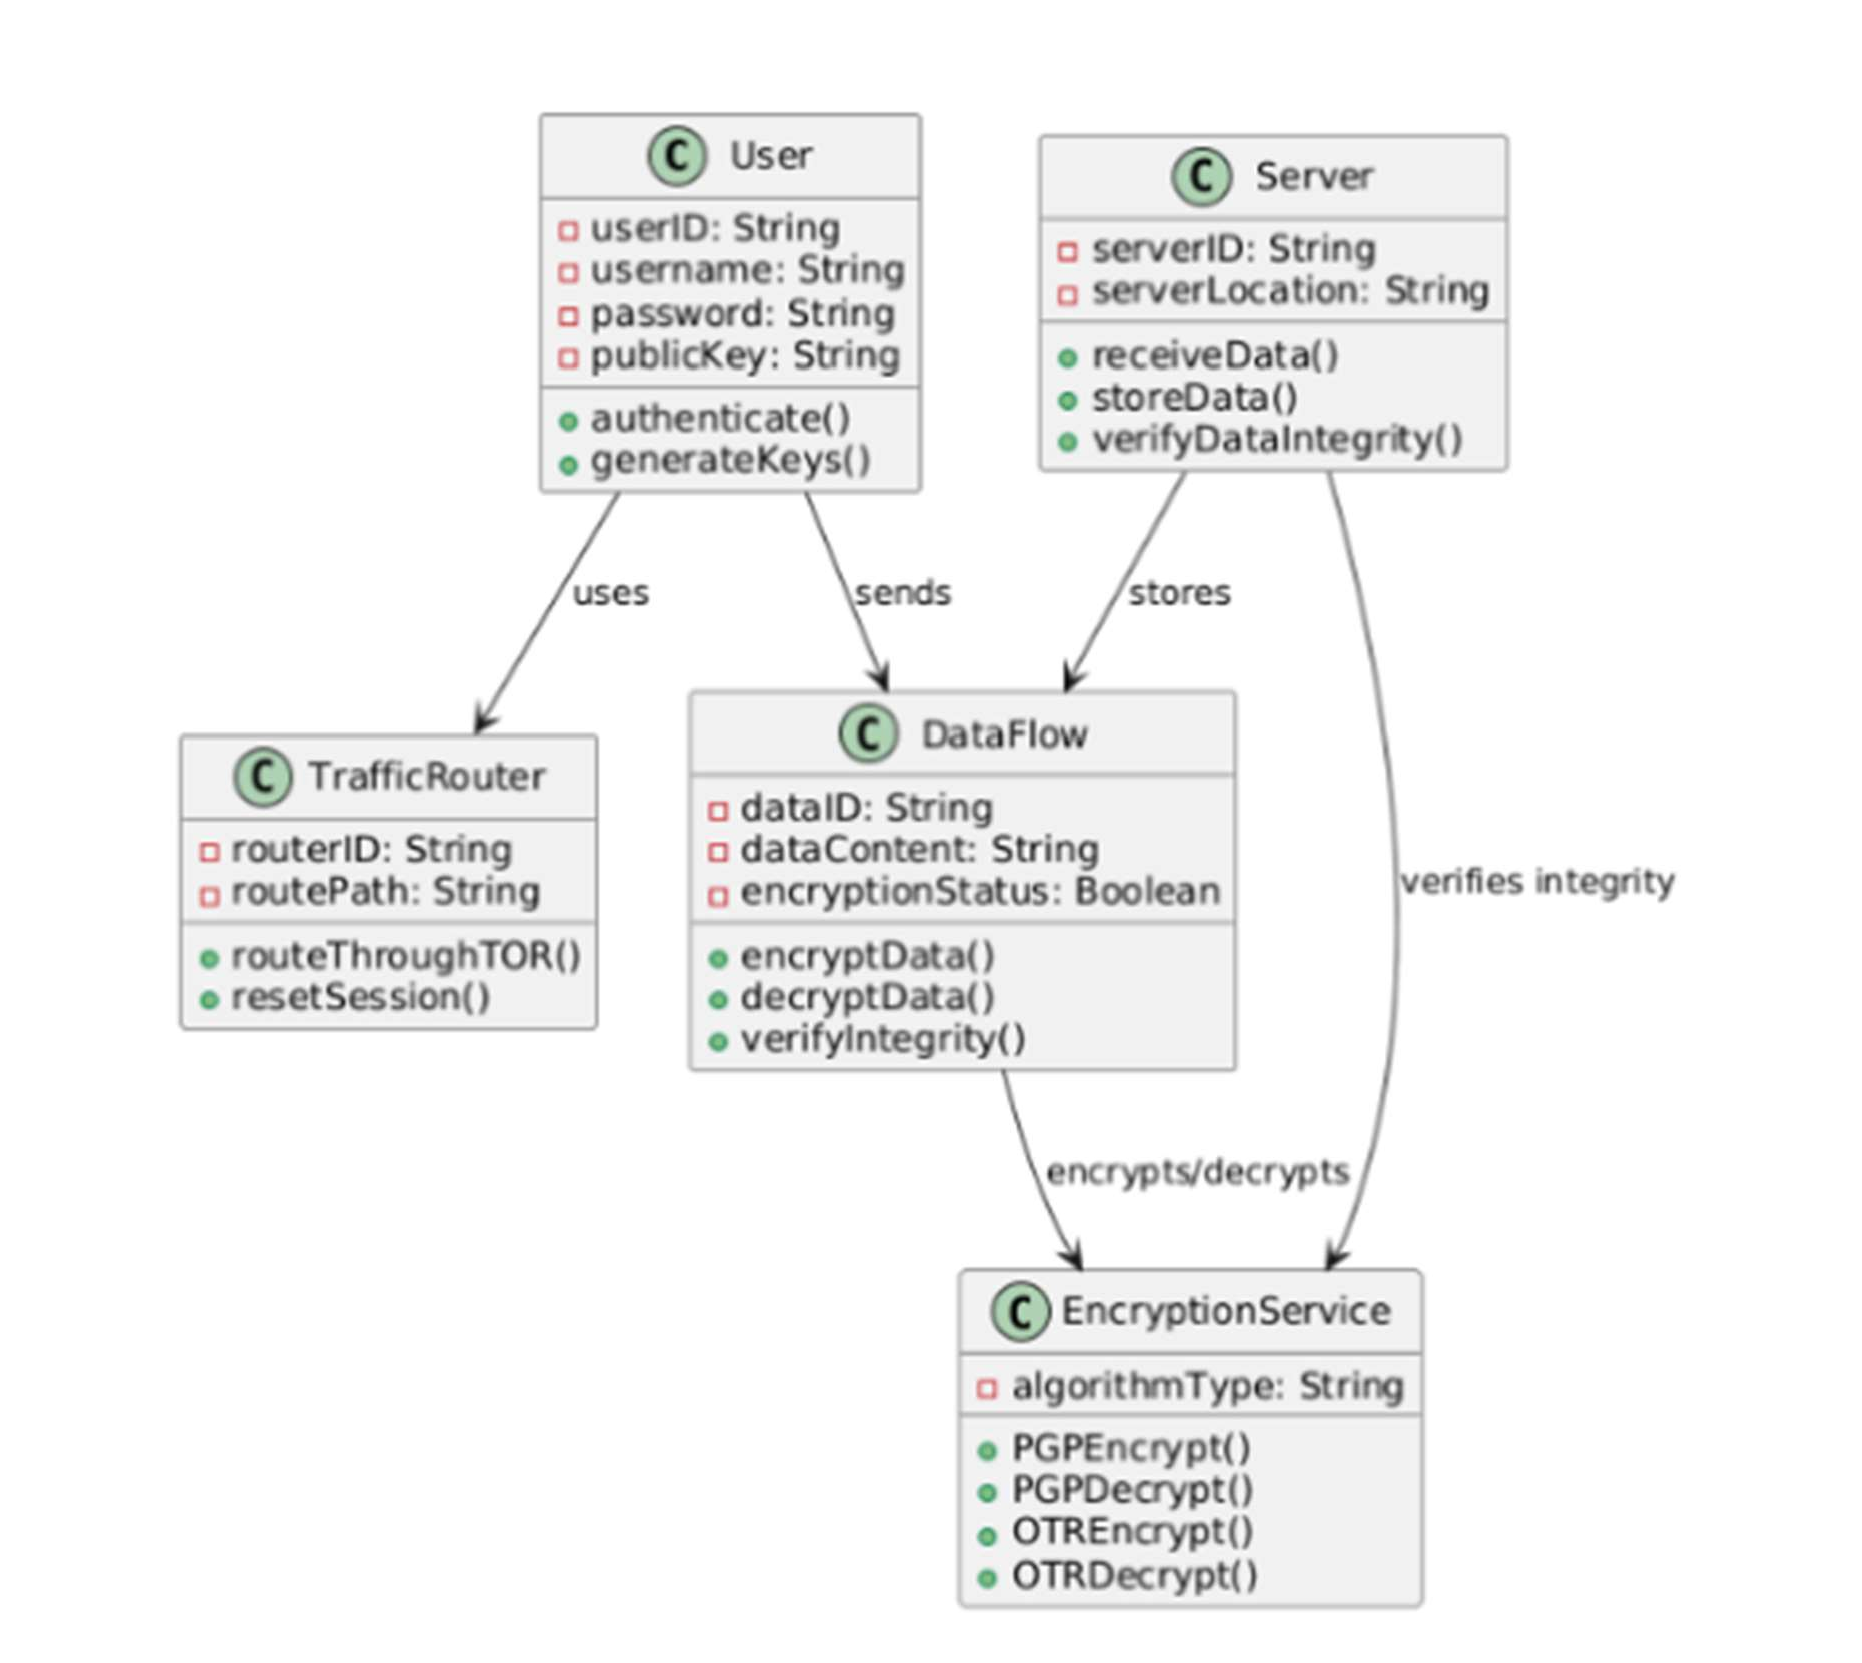 C User
userID: String
username: String
password: String
publicKey: String
authenticate()
generateKeys()
C Server
serverID: String
serverLocation: String
receiveData()
storeData()
verifyDataIntegrity()
uses
sends
stores
C TrafficRouter
routerID: String
routePath: String
routeThroughTOR()
resetSession()
C DataFlow
dataID: String
dataContent: String
encryptionStatus: Boolean
encryptData()
decryptData()
verifyIntegrity()
verifies integrity
encrypts/decrypts
C EncryptionService
algorithmType: String
PGPEncrypt()
PGPDecrypt()
OTREncrypt()
OTRDecrypt()